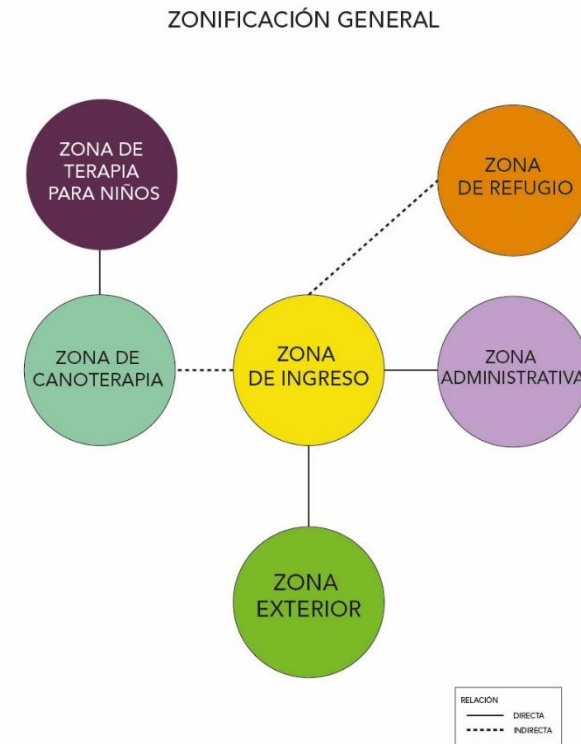 ZONIFICACIÓN GENERAL
ZONA DE
TERAPIA
PARA NIÑOS
ZONA
DE REFUGIO
ZONA DE
CANOTERAPIA
ZONA
DE INGRESO
ZONA
ADMINISTRATIVA
ZONA
EXTERIOR
RELACIÓN
DIRECTA
INDIRECTA